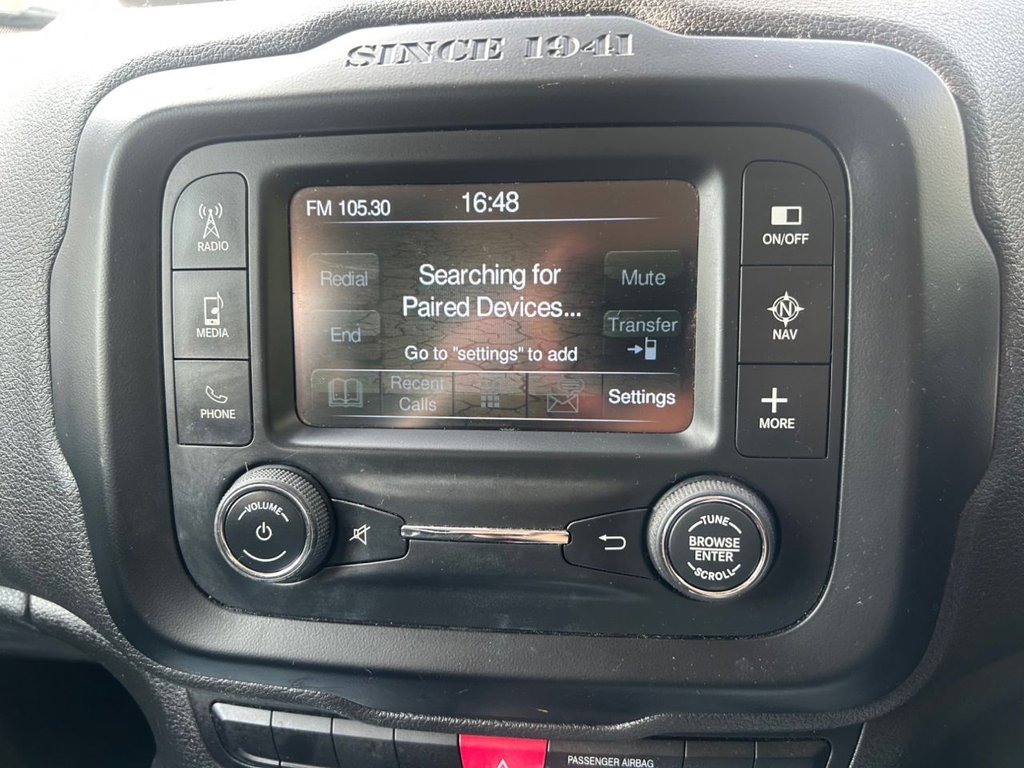 SINCE 1941
RADIO
MEDIA
PHONE
FM 105.30
16:48
Redial
Searching for
Paired Devices...
Mute
End
Transfer
Go to "settings" to add
Recent
Calls
Settings
ON/OFF
N
NAV
MORE
VOLUME
TUNE
BROWSE
ENTER
SCROLL
PASSENGER AIRBAG